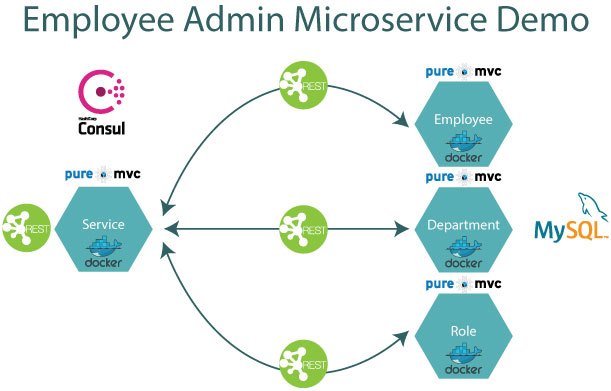 Employee Admin Microservice Demo
HashiCorp
Consul
REST
pure mvc
Employee
docker
pure mvc
Service
docker
REST
REST
pure mvc
Department
docker
MySQL™
pure mvc
Role
docker
REST